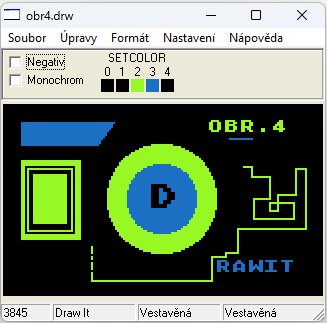 obr4.drw
Soubor Úpravy Formát Nastavení Nápověda
Negativ
Monochrom
SETCOLOR
0 1 2 3 4
OBR.4
D
RAWIT
3845 Draw It Vestavěná Vestavěná